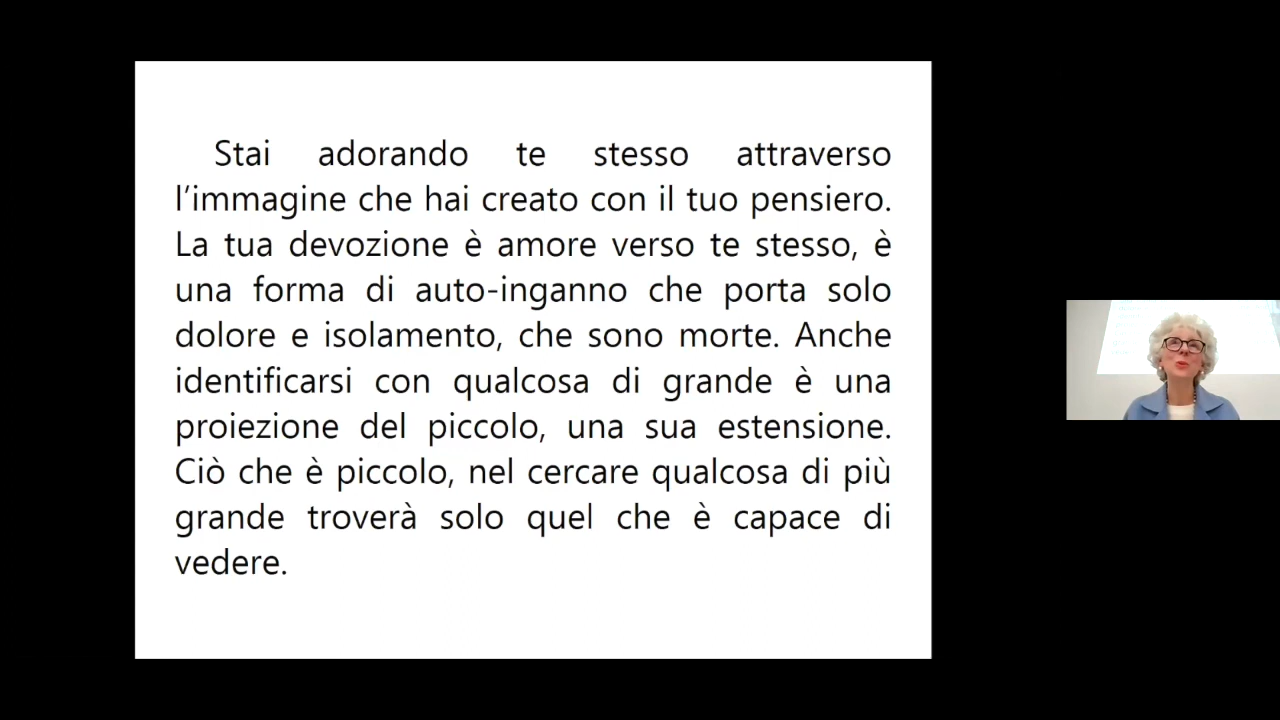 Stai adorando te stesso attraverso
l’immagine che hai creato con il tuo pensiero.
La tua devozione è amore verso te stesso, è
una forma di auto-inganno che porta solo
dolore e isolamento, che sono morte. Anche
identificarsi con qualcosa di grande è una
proiezione del piccolo, una sua estensione.
Ciò che è piccolo, nel cercare qualcosa di più
grande troverà solo quel che è capace di
vedere.